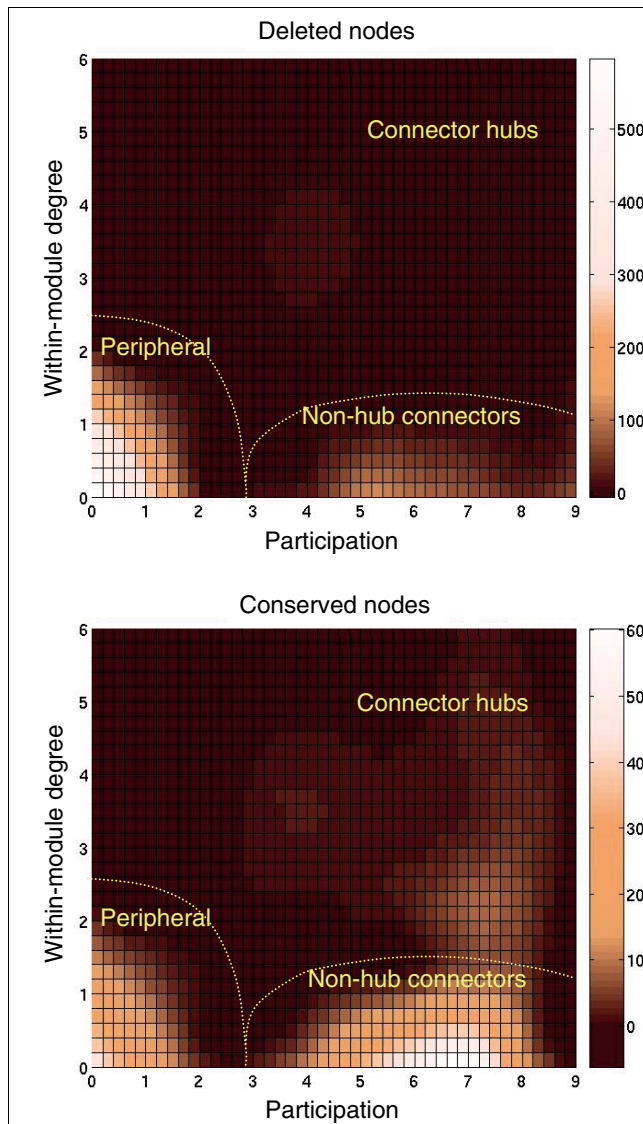 Deleted nodes
6
5
4
3
2
1
0
Within-module degree
Connector hubs
Peripheral
Non-hub connectors
0 1 2 3 4 5 6 7 8 9
Participation
500
400
300
200
100
0
Conserved nodes
6
5
4
3
2
1
0
Within-module degree
Connector hubs
Peripheral
Non-hub connectors
0 1 2 3 4 5 6 7 8 9
Participation
60
50
40
30
20
10
0